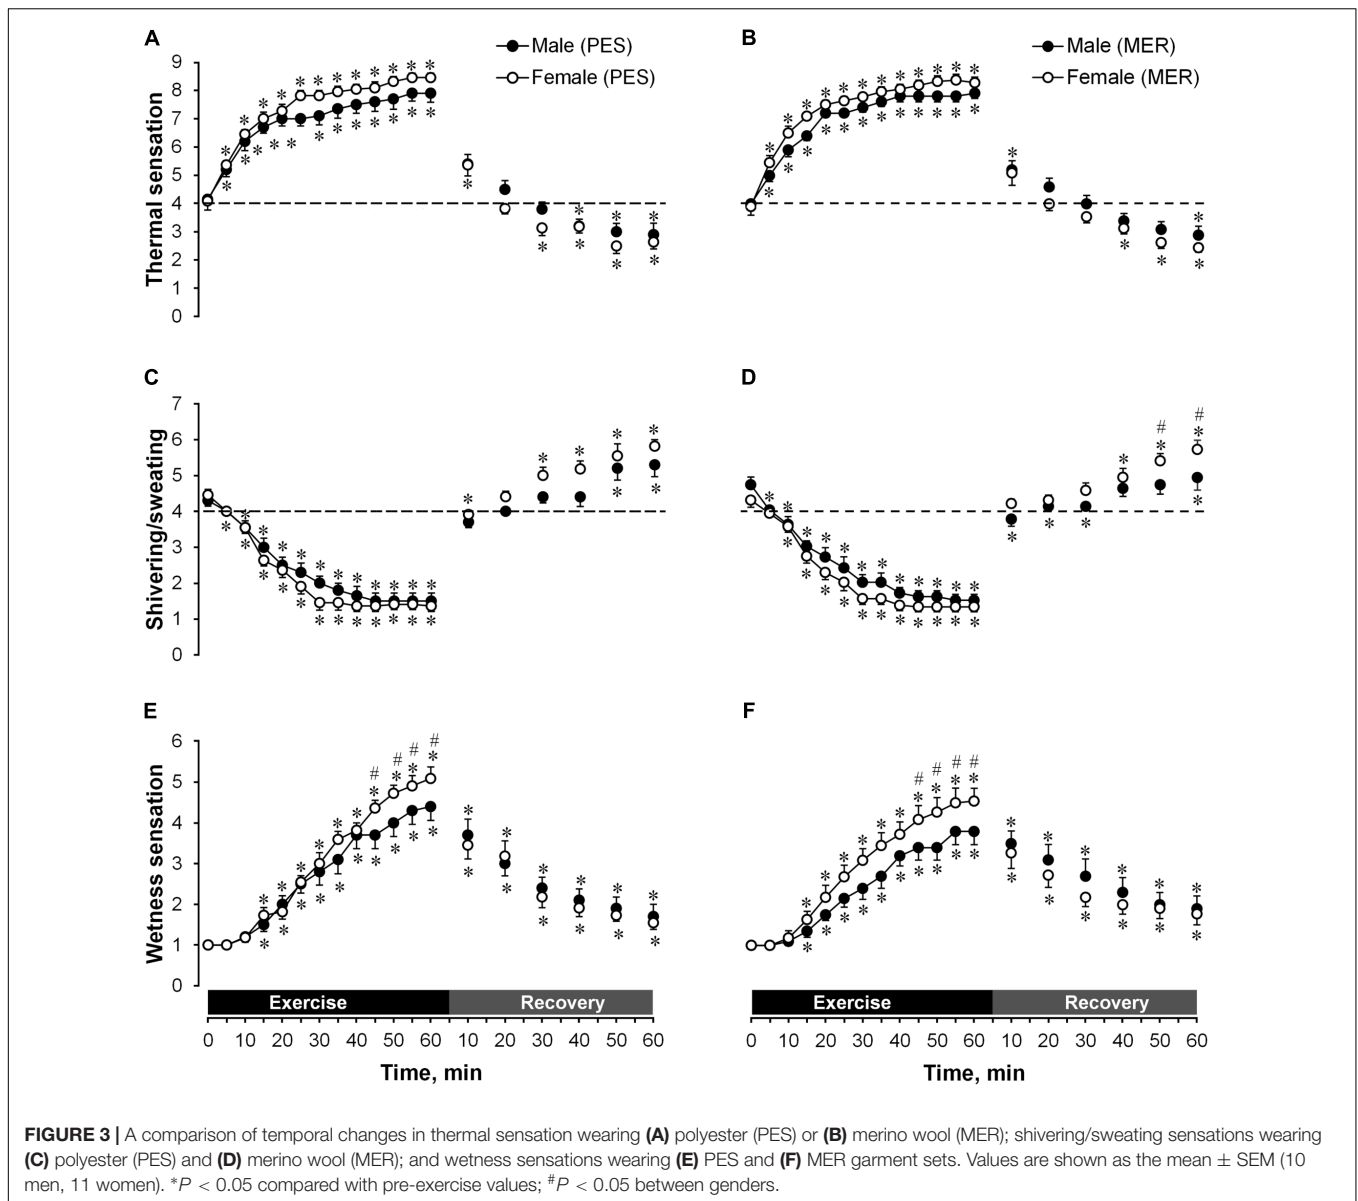 A
Male (PES)
Female (PES)
Thermal sensation
9
8
7
6
5
4
3
2
1
0
B
Male (MER)
Female (MER)
C
Shivering/sweating
7
6
5
4
3
2
1
0
D
# #
E
Wetness sensation
6
5
4
3
2
1
0
# # # #
F
# # # #
Exercise Recovery
0 10 20 30 40 50 60 10 20 30 40 50 60
Time, min
Exercise Recovery
0 10 20 30 40 50 60 10 20 30 40 50 60
Time, min
FIGURE 3 | A comparison of temporal changes in thermal sensation wearing (A) polyester (PES) or (B) merino wool (MER); shivering/sweating sensations wearing
(C) polyester (PES) and (D) merino wool (MER); and wetness sensations wearing (E) PES and (F) MER garment sets. Values are shown as the mean ± SEM (10
men, 11 women). *P < 0.05 compared with pre-exercise values; #P < 0.05 between genders.